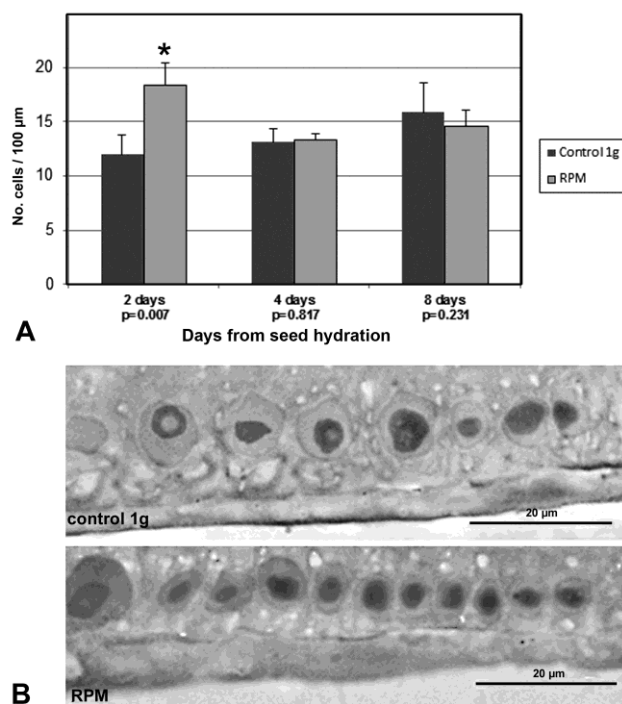 *
20
15
10
5
0
No. cells / 100 µm
Control 1g
RPM
2 days
p=0.007
4 days
p=0.817
8 days
p=0.231
A
Days from seed hydration
control 1g
20 µm
B
RPM
20 µm